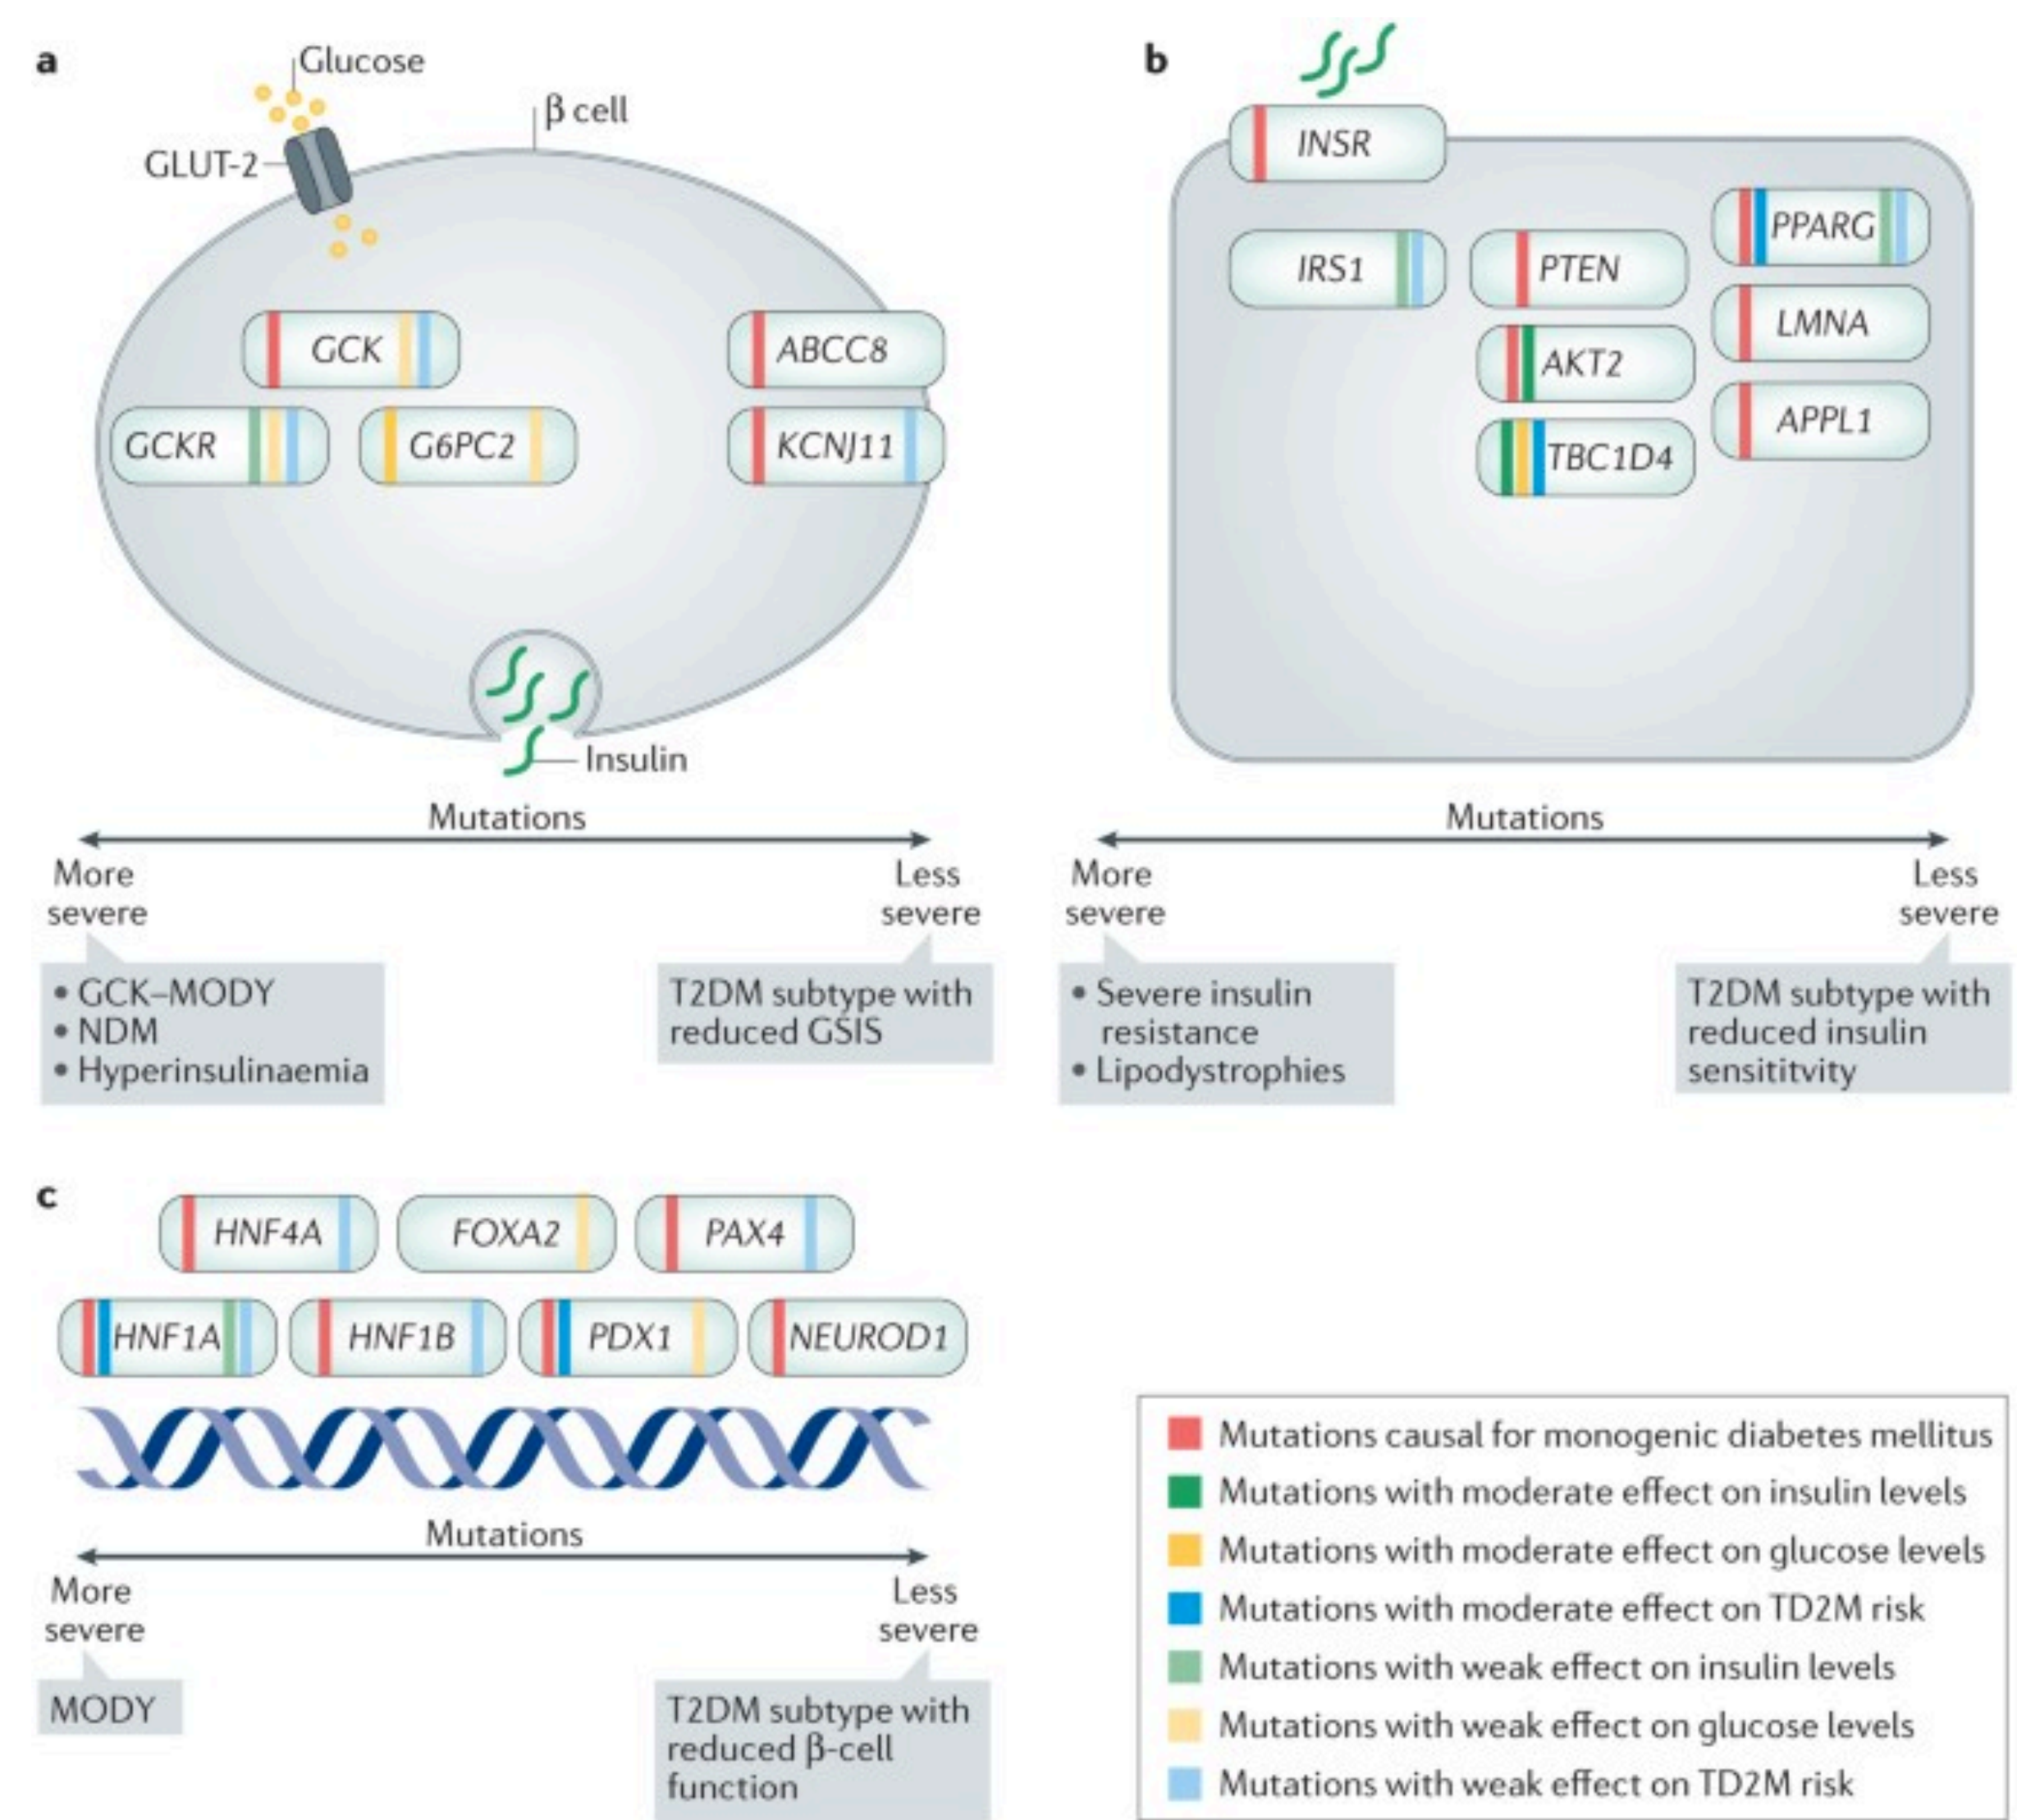 a
Glucose
β cell
GLUT-2
GCK
ABCC8
GCKR
G6PC2
KCNJ11
Insulin
Mutations
More
severe
Less
severe
• GCK–MODY
• NDM
• Hyperinsulinaemia
T2DM subtype with
reduced GSIS
b
INSR
PPARG
IRS1
PTEN
LMNA
AKT2
APPL1
TBC1D4
Mutations
More
severe
Less
severe
• Severe insulin
resistance
• Lipodystrophies
T2DM subtype with
reduced insulin
sensititvity
c
HNF4A
FOXA2
PAX4
HNF1A
HNF1B
PDX1
NEUROD1
Mutations
More
severe
Less
severe
MODY
T2DM subtype with
reduced β-cell
function
Mutations causal for monogenic diabetes mellitus
Mutations with moderate effect on insulin levels
Mutations with moderate effect on glucose levels
Mutations with moderate effect on TD2M risk
Mutations with weak effect on insulin levels
Mutations with weak effect on glucose levels
Mutations with weak effect on TD2M risk